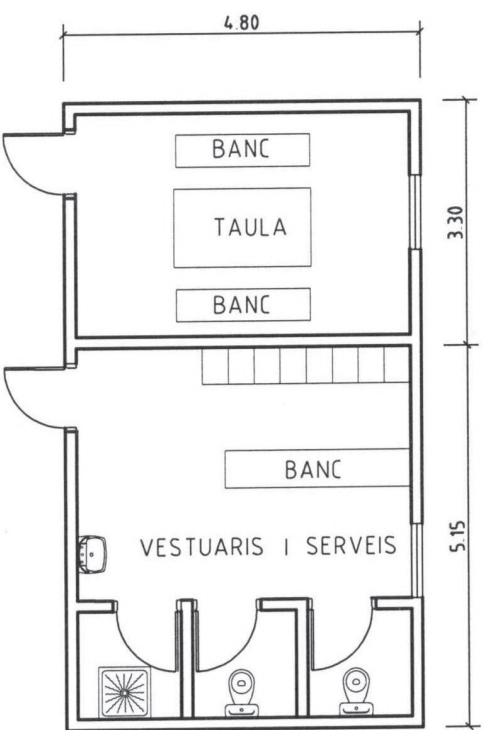 4.80
BANC
TAULA
3.30
BANC
BANC
5.15
VESTUARIS I SERVEIS